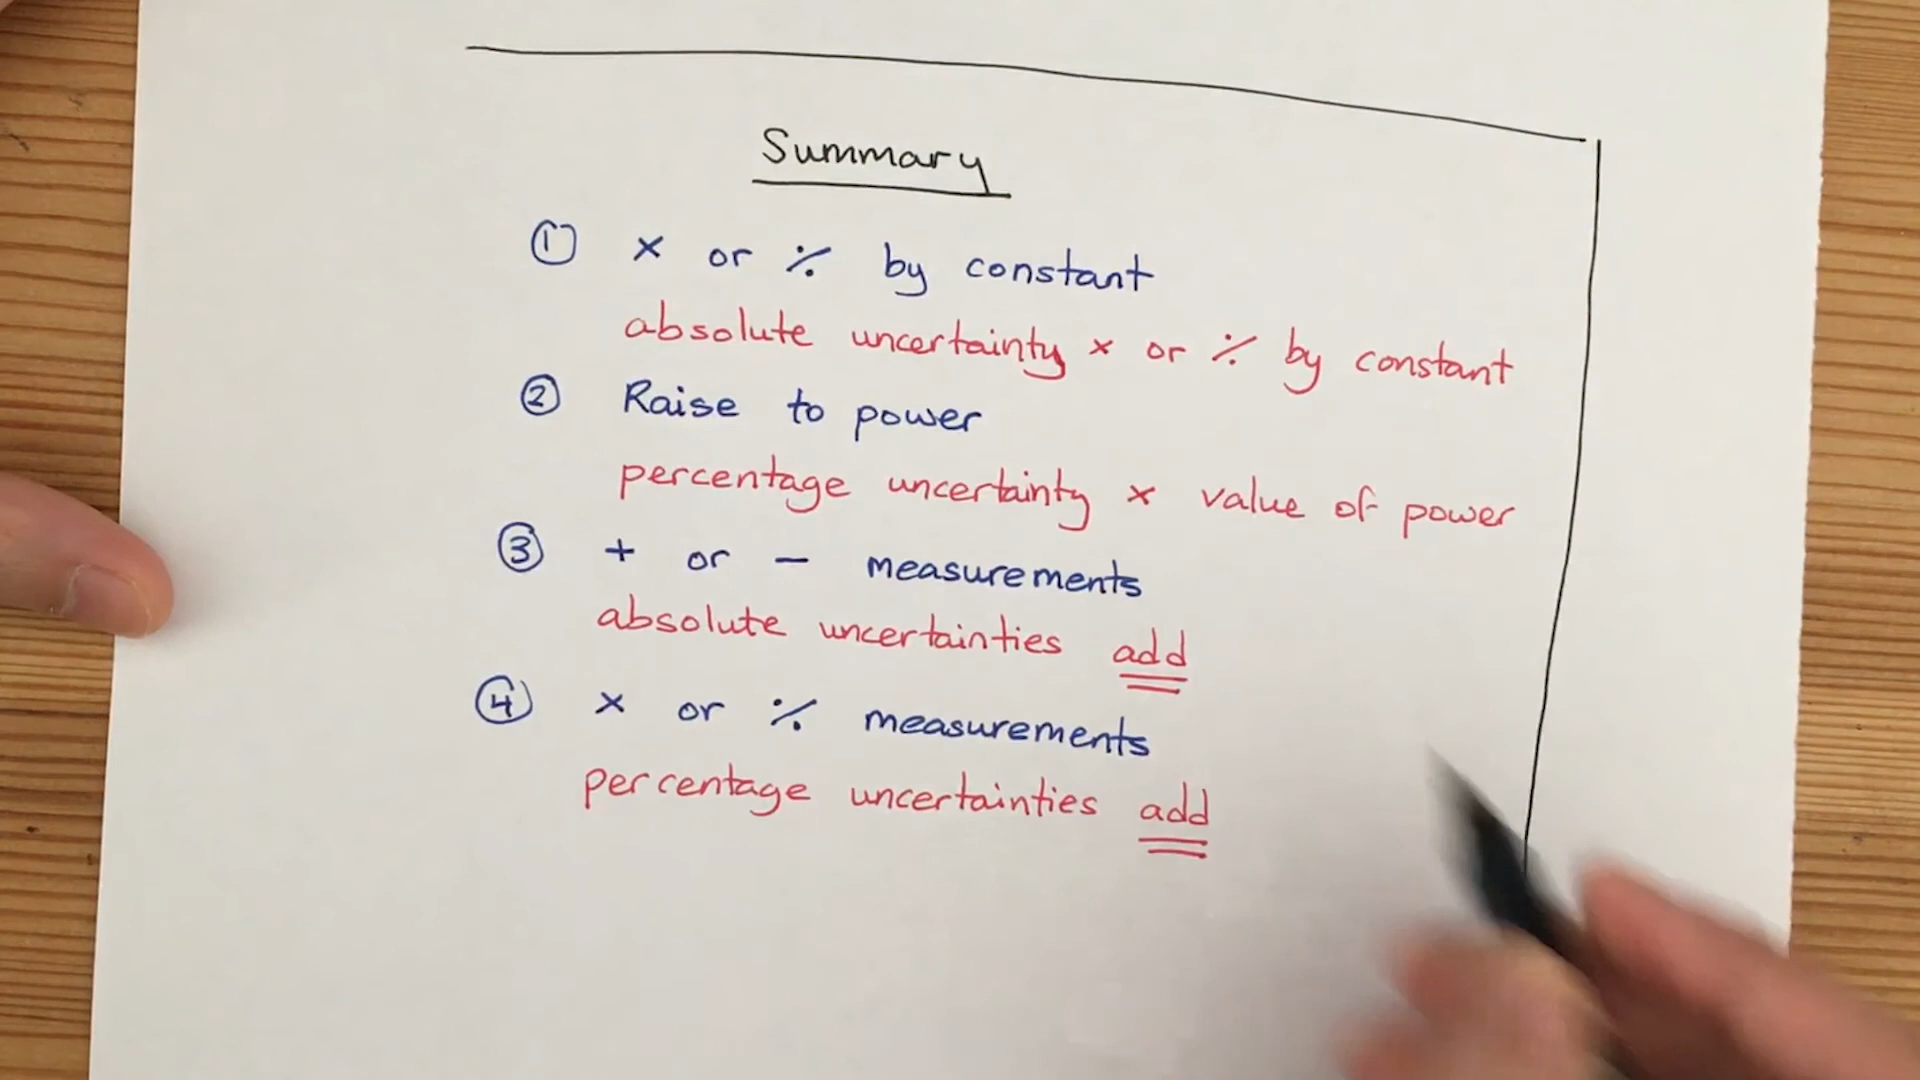 Summary
① × or ÷ by constant
absolute uncertainty × or ÷ by constant
② Raise to power
percentage uncertainty × value of power
③ + or − measurements
absolute uncertainties add
④ × or ÷ measurements
percentage uncertainties add